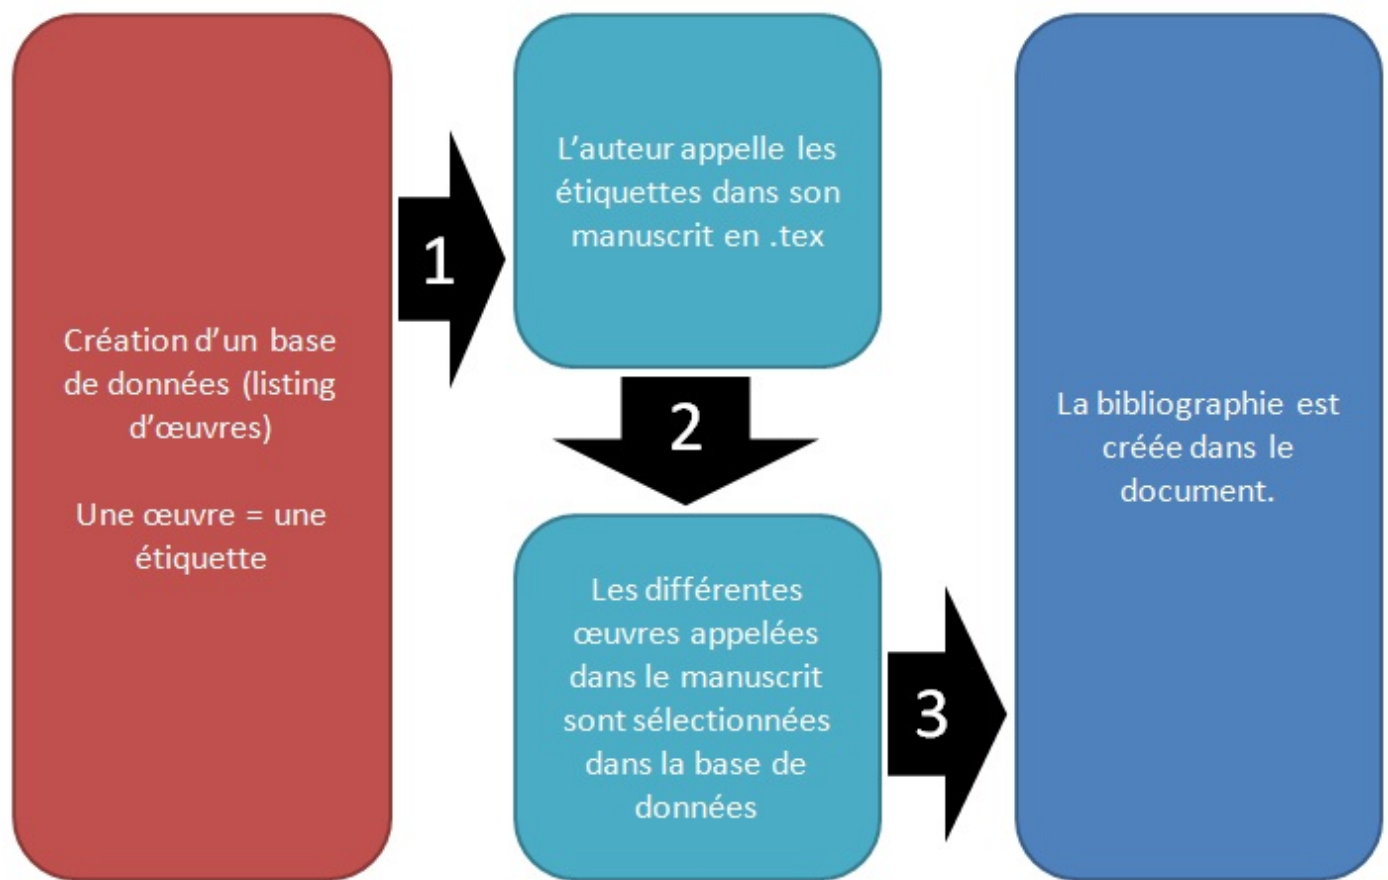 Création d'un base
de données (listing
d'œuvres)
Une œuvre = une
étiquette
1
L'auteur appelle les
étiquettes dans son
manuscrit en .tex
2
Les différentes
œuvres appelées
dans le manuscrit
sont sélectionnées
dans la base de
données
3
La bibliographie est
créée dans le
document.